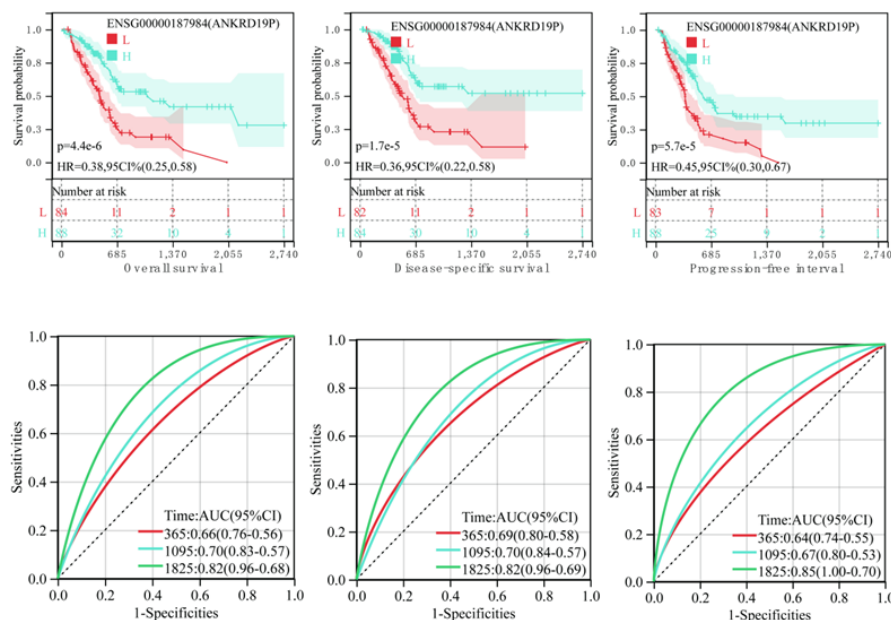 ENSG00000187984(ANKRD19P)
L
H
Survival probability
1.0
0.8
0.5
0.3
0.0
p=4.4e-6
HR=0.38,95CI%(0.25,0.58)
Number at risk
L 84 11 2 1 1
H 88 32 10 4 1
0 685 1,370 2,055 2,740
Overall survival
ENSG00000187984(ANKRD19P)
L
H
Survival probability
1.0
0.8
0.5
0.3
0.0
p=1.7e-5
HR=0.36,95CI%(0.22,0.58)
Number at risk
L 82 11 2 1 1
H 84 30 10 4 1
0 685 1,370 2,055 2,740
Disease-specific survival
ENSG00000187984(ANKRD19P)
L
H
Survival probability
1.0
0.8
0.5
0.3
0.0
p=5.7e-5
HR=0.45,95CI%(0.30,0.67)
Number at risk
L 83 7 1 1 1
H 88 25 9 2 1
0 685 1,370 2,055 2,740
Progression-free interval
Sensitivities
1.0
0.8
0.6
0.4
0.2
0.0
Time:AUC(95%CI)
365:0.66(0.76-0.56)
1095:0.70(0.83-0.57)
1825:0.82(0.96-0.68)
0.0 0.2 0.4 0.6 0.8 1.0
1-Specificities
Sensitivities
1.0
0.8
0.6
0.4
0.2
0.0
Time:AUC(95%CI)
365:0.69(0.80-0.58)
1095:0.70(0.84-0.57)
1825:0.82(0.96-0.69)
0.0 0.2 0.4 0.6 0.8 1.0
1-Specificities
Sensitivities
1.0
0.8
0.6
0.4
0.2
0.0
Time:AUC(95%CI)
365:0.64(0.74-0.55)
1095:0.67(0.80-0.53)
1825:0.85(1.00-0.70)
0.0 0.2 0.4 0.6 0.8 1.0
1-Specificities